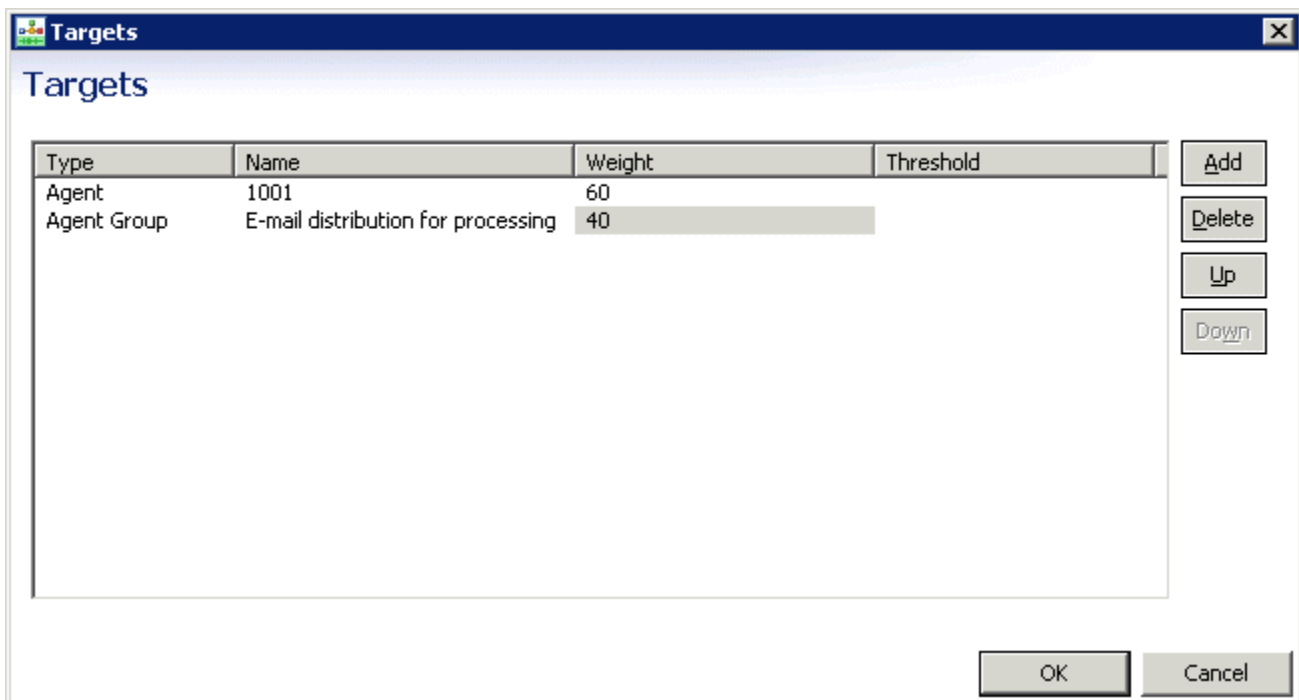 Targets
Targets
Type Name Weight Threshold
Agent 1001 60
Agent Group E-mail distribution for processing 40
Add
Delete
Up
Down
OK Cancel